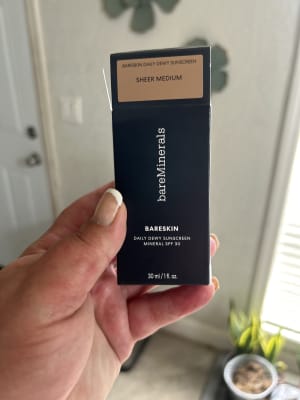 BARESKIN DAILY DEWY SUNSCREEN
SHEER MEDIUM
bareMinerals
BARESKIN
DAILY DEWY SUNSCREEN
MINERAL SPF 30
30 ml / 1 fl. oz.